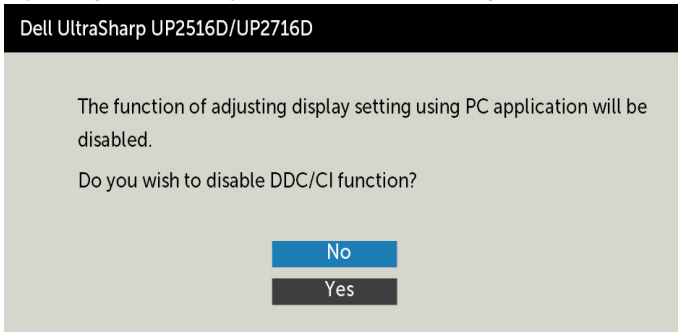 Dell UltraSharp UP2516D/UP2716D
The function of adjusting display setting using PC application will be
disabled.
Do you wish to disable DDC/CI function?
No
Yes